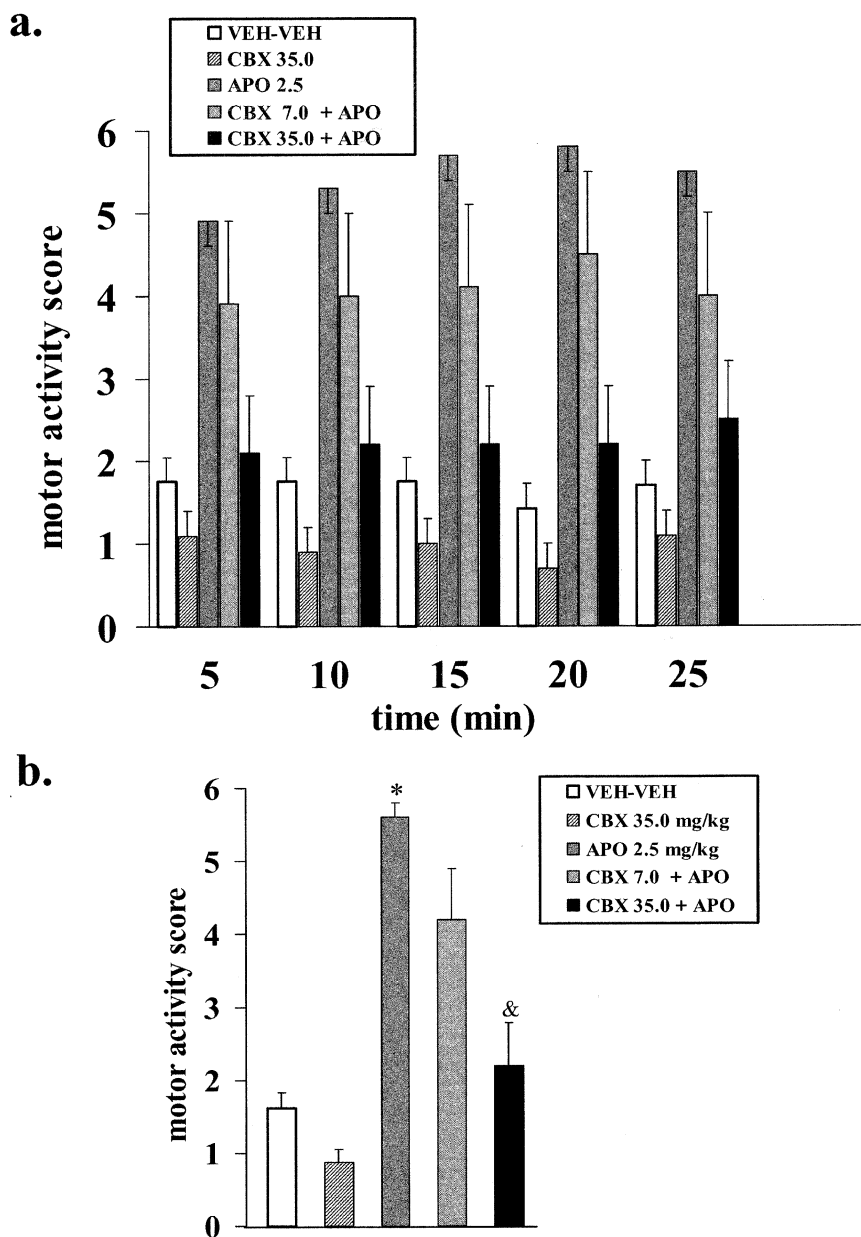 a.
VEH-VEH
CBX 35.0
APO 2.5
CBX 7.0 + APO
CBX 35.0 + APO
motor activity score
6
5
4
3
2
1
0
5 10 15 20 25
time (min)
b.
VEH-VEH
CBX 35.0 mg/kg
APO 2.5 mg/kg
CBX 7.0 + APO
CBX 35.0 + APO
motor activity score
6
5
4
3
2
1
0
*
&